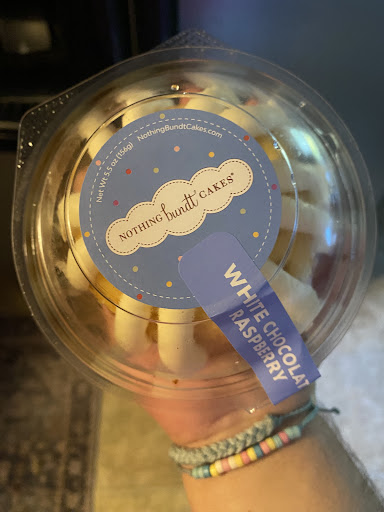 Net Wt 5.5 oz (156g) NothingBundtCakes.com
NOTHING bundt CAKES®
WHITE CHOCOLAT
RASPBERRY